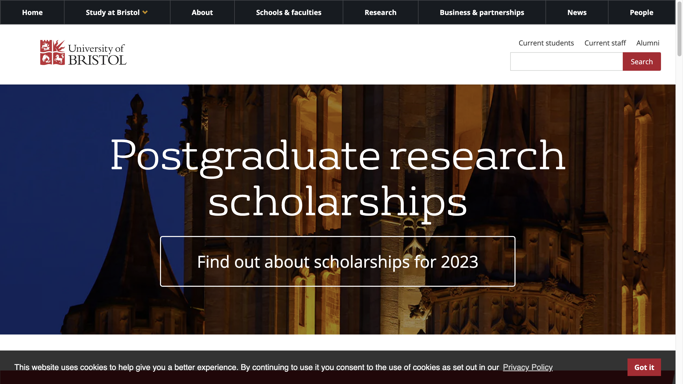 Home
Study at Bristol
About
Schools & faculties
Research
Business & partnerships
News
People
University of
BRISTOL
Current students
Current staff
Alumni
Search
Postgraduate research
scholarships
Find out about scholarships for 2023
This website uses cookies to help give you a better experience. By continuing to use it you consent to the use of cookies as set out in our Privacy Policy
Got it